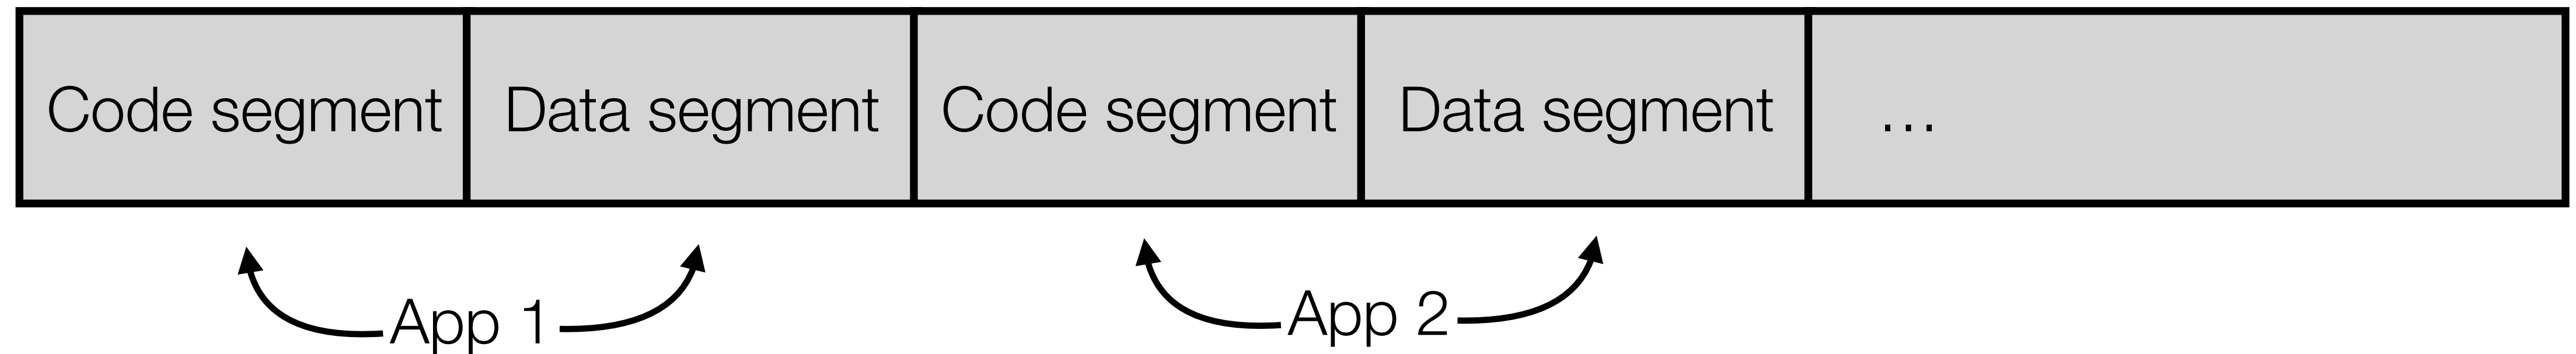 Code segment Data segment Code segment Data segment ...
App 1 App 2